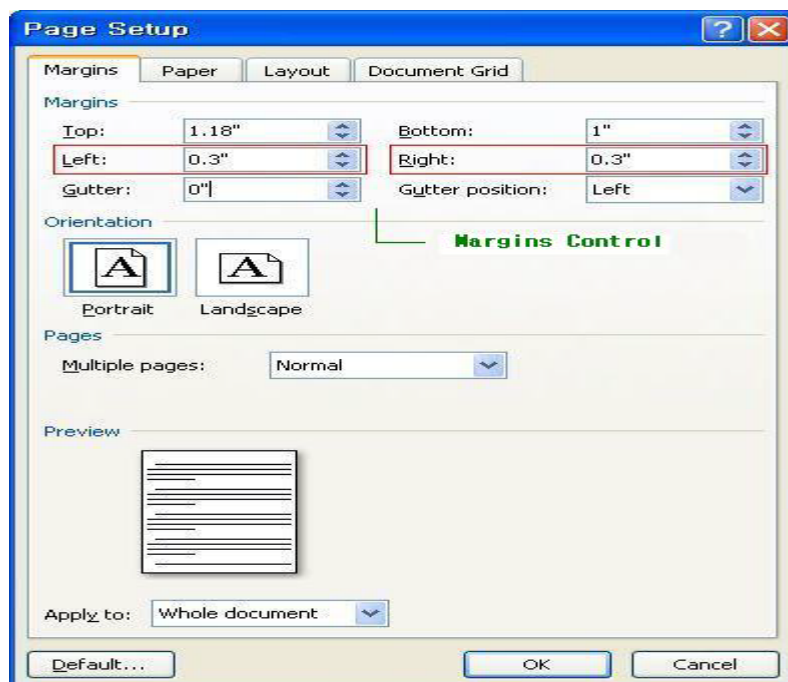 Page Setup
Margins Paper Layout Document Grid
Margins
Top: 1.18" Bottom: 1"
Left: 0.3" Right: 0.3"
Gutter: 0" Gutter position: Left
Orientation
Margins Control
A A
Portrait Landscape
Pages
Multiple pages: Normal
Preview
Apply to: Whole document
Default... OK Cancel